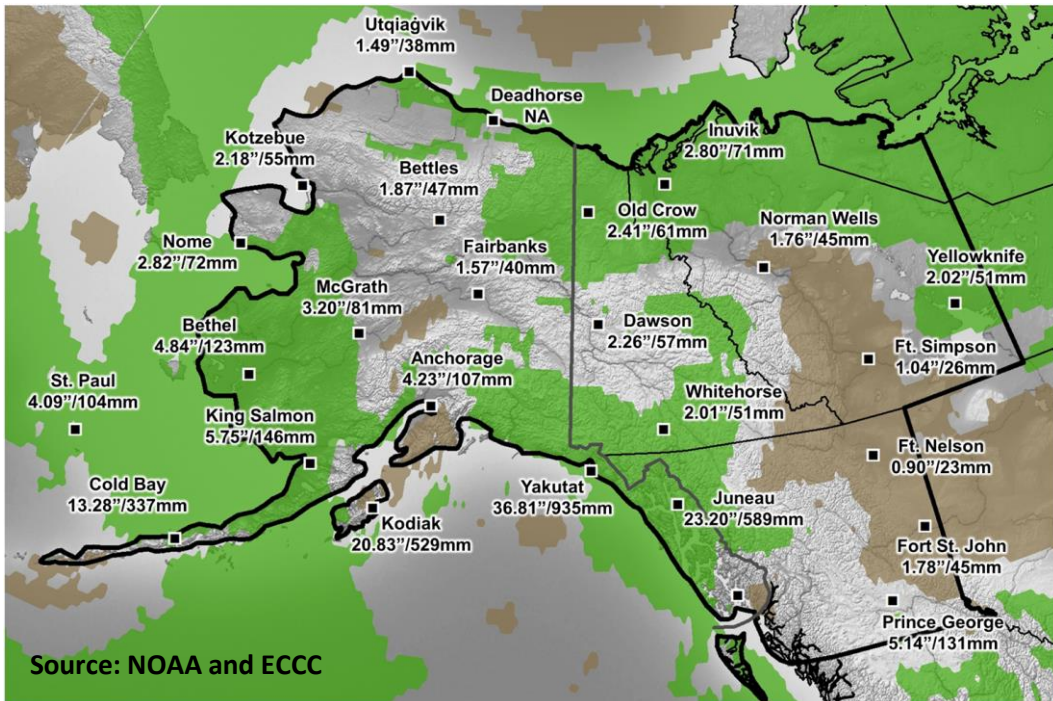 Utqiaġvik
1.49”/38mm
Deadhorse
NA
Kotzebue
2.18”/55mm
Inuvik
2.80”/71mm
Bettles
1.87”/47mm
Old Crow
2.41”/61mm
Norman Wells
1.76”/45mm
Nome
2.82”/72mm
Fairbanks
1.57”/40mm
Yellowknife
2.02”/51mm
McGrath
3.20”/81mm
Dawson
2.26”/57mm
Bethel
4.84”/123mm
Ft. Simpson
1.04”/26mm
Anchorage
4.23”/107mm
St. Paul
4.09”/104mm
Whitehorse
2.01”/51mm
King Salmon
5.75”/146mm
Ft. Nelson
0.90”/23mm
Cold Bay
13.28”/337mm
Yakutat
36.81”/935mm
Juneau
23.20”/589mm
Kodiak
20.83”/529mm
Fort St. John
1.78”/45mm
Prince George
5.14”/131mm
Source: NOAA and ECCC